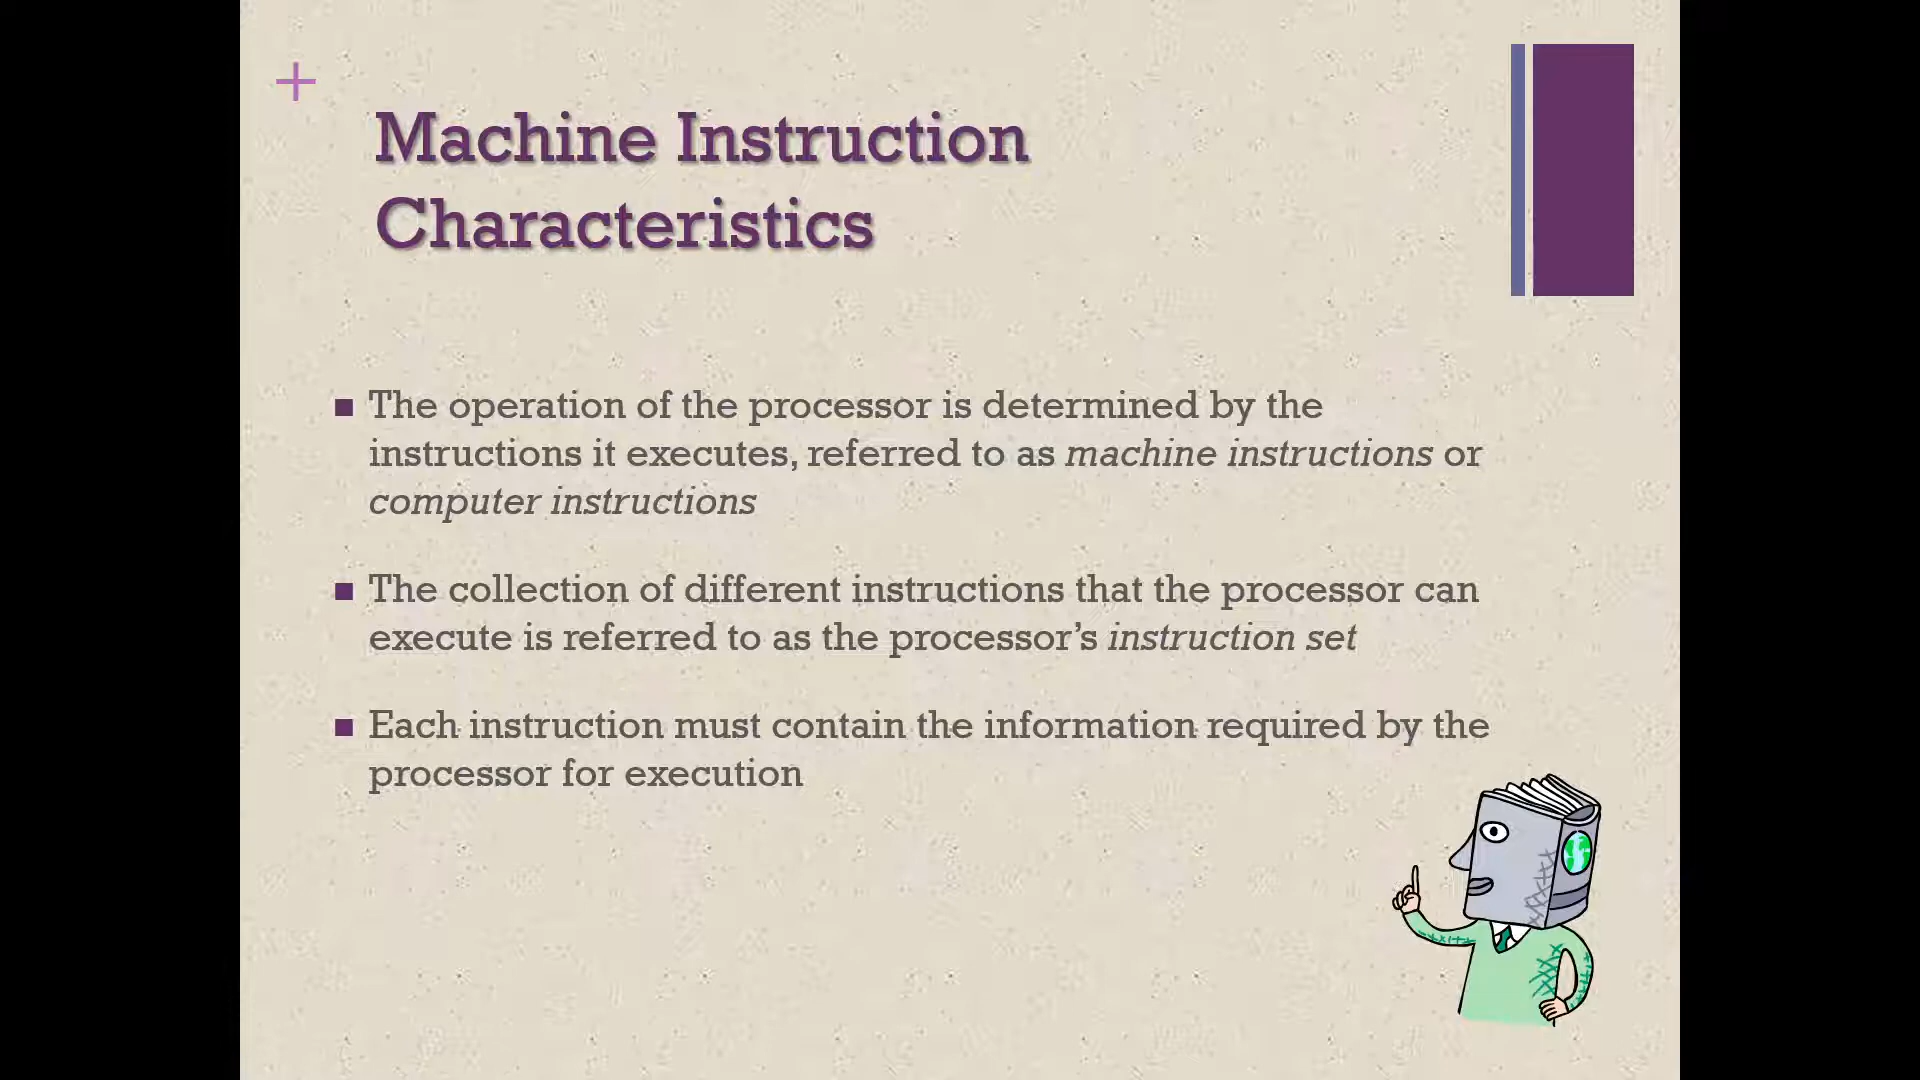 +
Machine Instruction
Characteristics
■ The operation of the processor is determined by the
instructions it executes, referred to as machine instructions or
computer instructions
■ The collection of different instructions that the processor can
execute is referred to as the processor’s instruction set
■ Each instruction must contain the information required by the
processor for execution